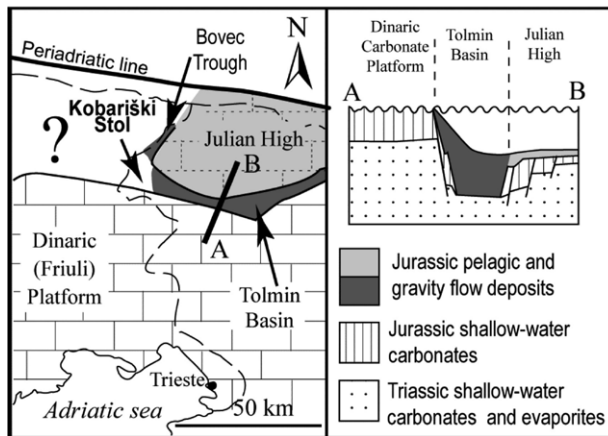 Periadriatic line
Bovec
Trough
N
Kobariški
Stol
?
Julian High
B
A
Dinaric
(Friuli)
Platform
Tolmin
Basin
Trieste
Adriatic sea
50 km
Dinaric
Carbonate
Platform
Tolmin
Basin
Julian
High
A
B
Jurassic pelagic and
gravity flow deposits
Jurassic shallow-water
carbonates
Triassic shallow-water
carbonates and evaporites